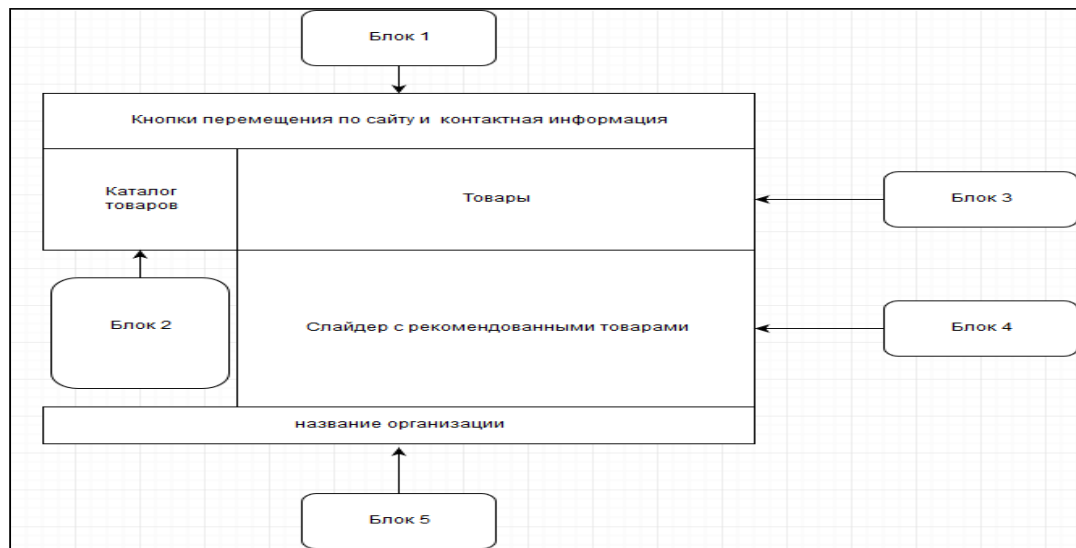 Блок 1
Кнопки перемещения по сайту и контактная информация
Каталог
товаров
Товары
Блок 3
Блок 2
Слайдер с рекомендованными товарами
Блок 4
название организации
Блок 5